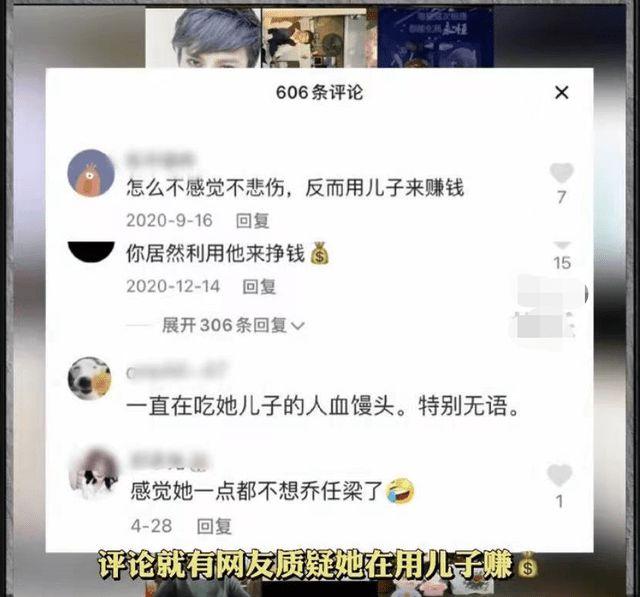 606条评论
怎么不感觉不悲伤，反而用儿子来赚钱
7
2020-9-16 回复
你居然利用他来挣钱💰
15
2020-12-14 回复
展开306条回复
一直在吃她儿子的人血馒头。特别无语。
感觉她一点都不想乔任梁了🤣
1
4-28 回复
评论就有网友质疑她在用儿子赚💰